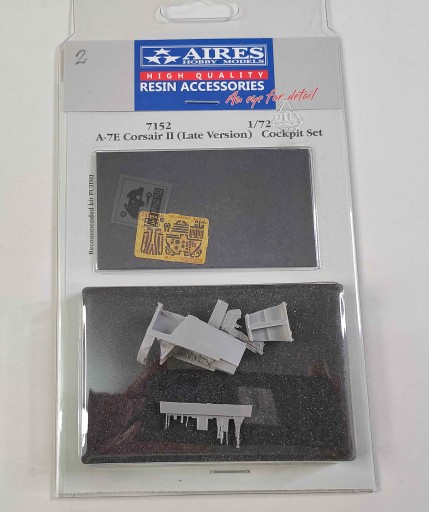 2
AIRES
HOBBY MODELS
HIGH QUALITY
RESIN ACCESSORIES
An eye for detail
7152 1/72
A-7E Corsair II (Late Version) Cockpit Set
Recommended kit FUJIMI